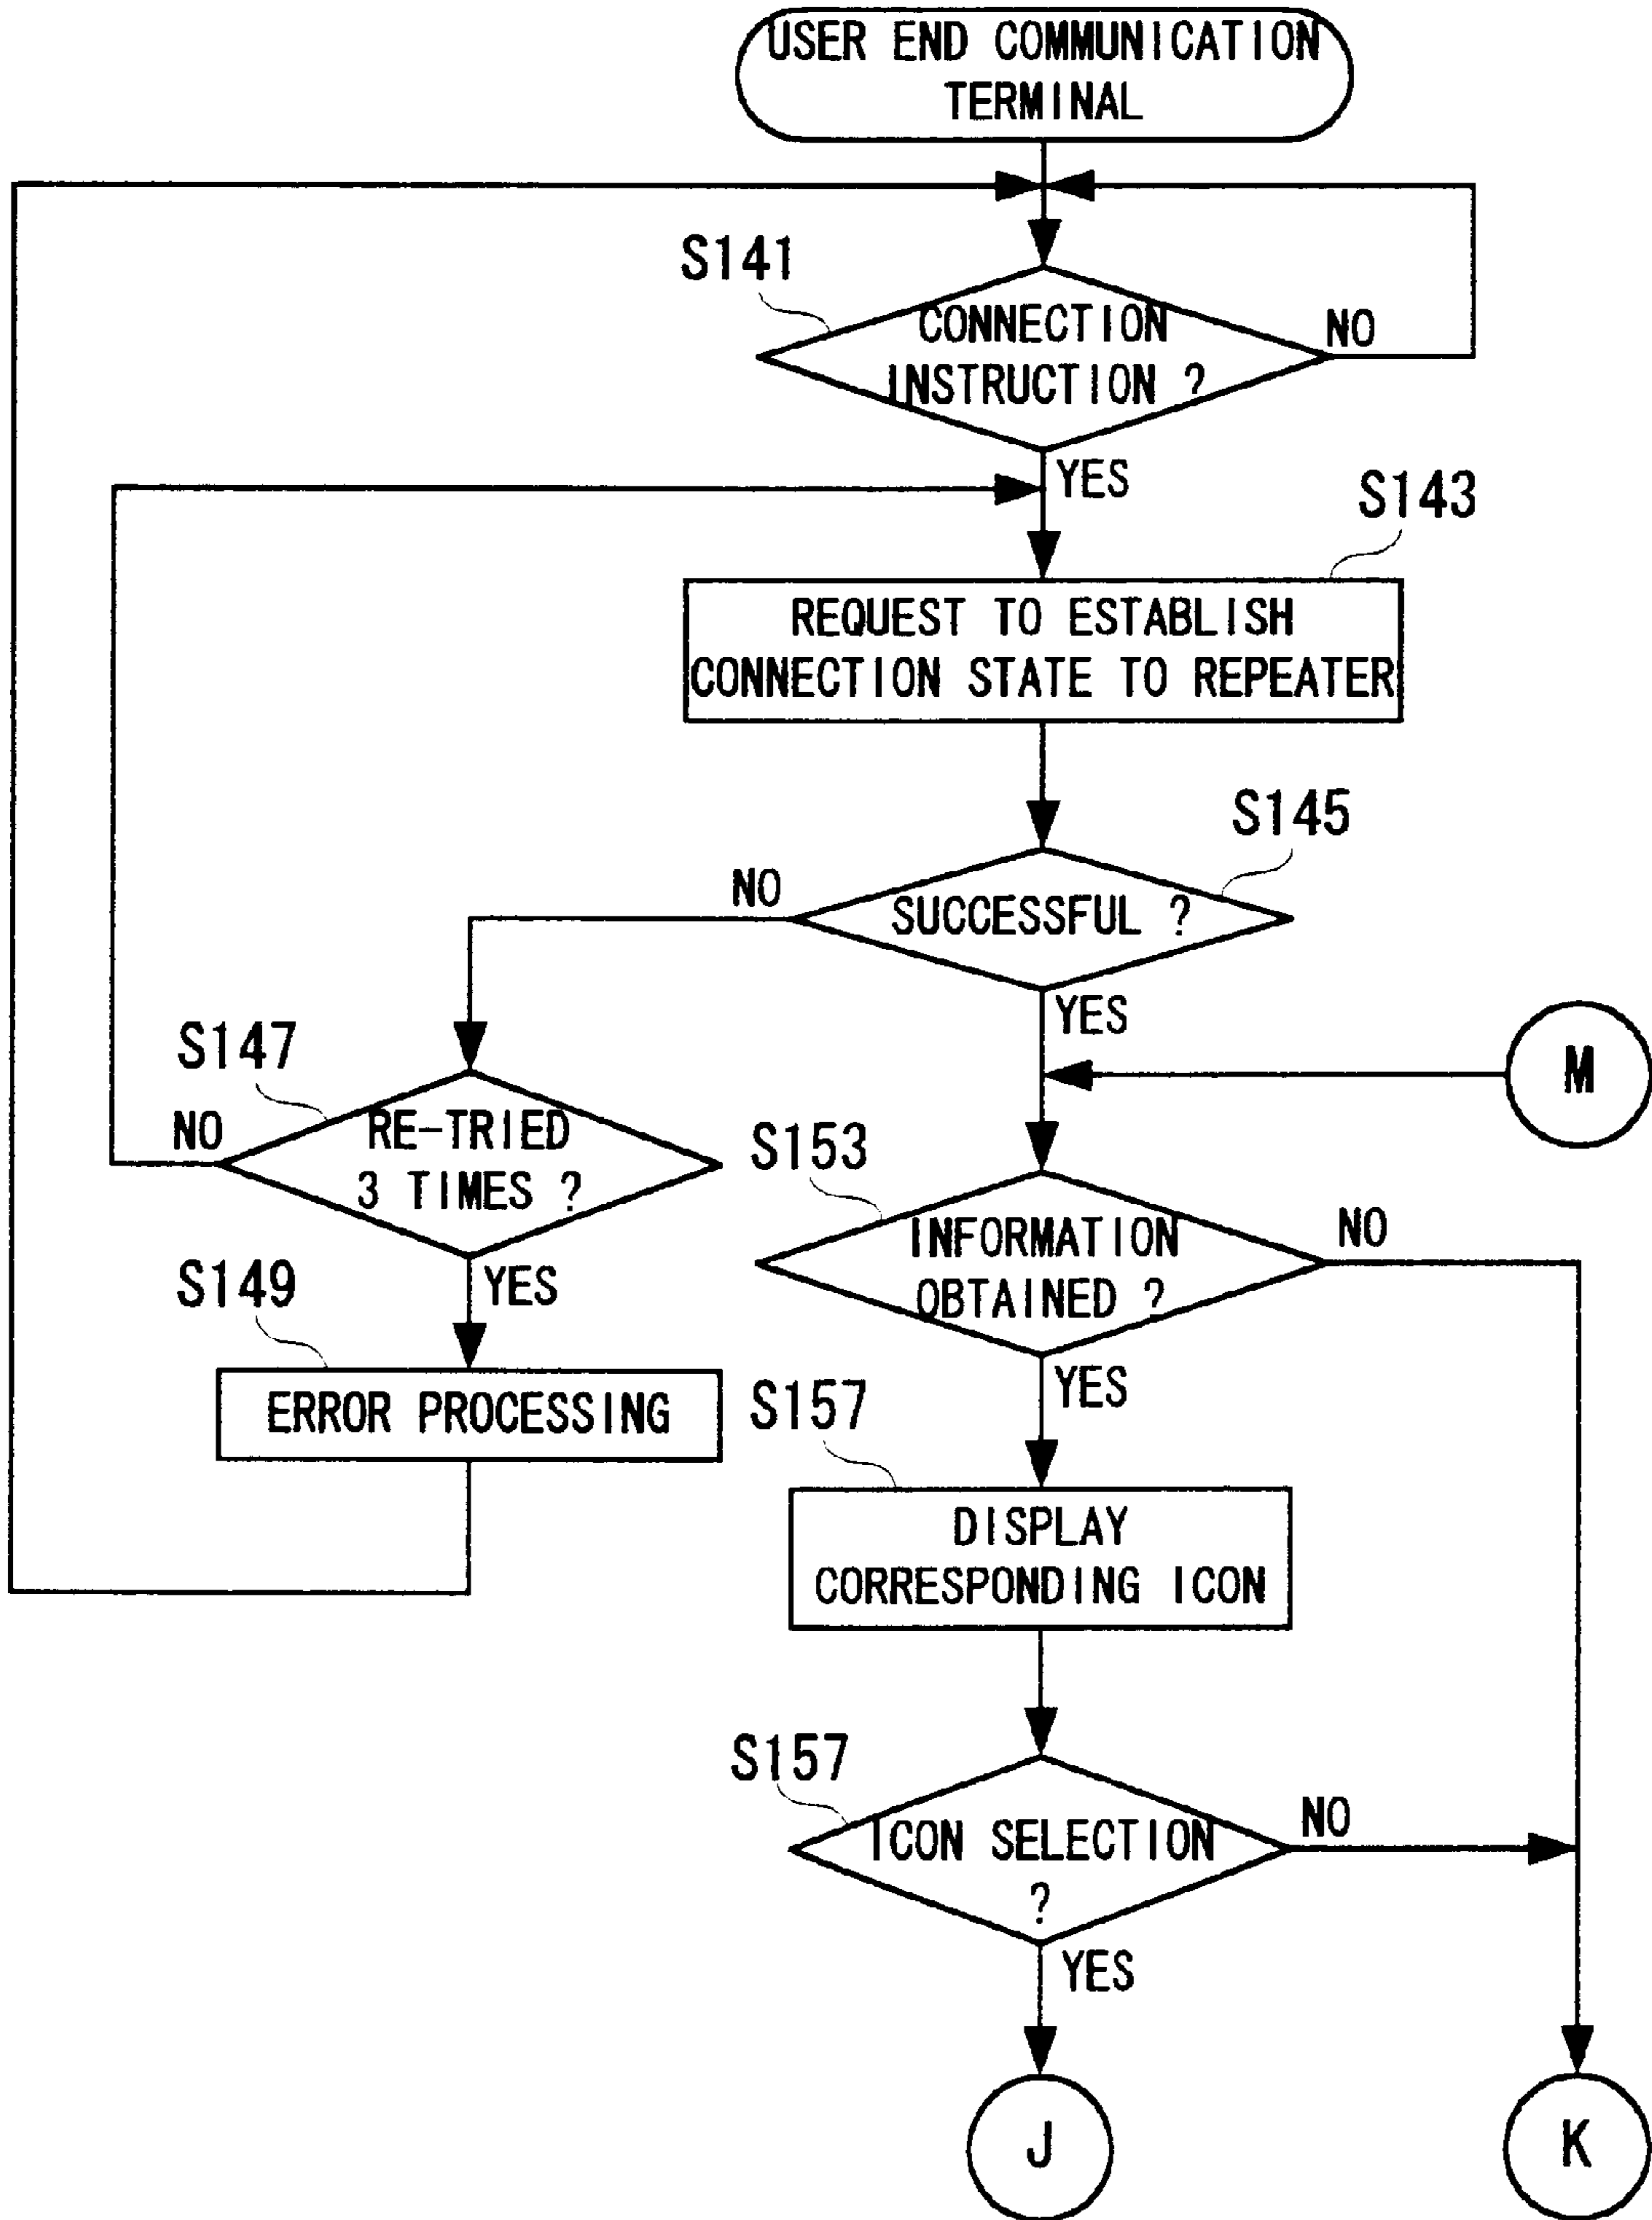 USER END COMMUNICATION
TERMINAL
S141
CONNECTION
INSTRUCTION ?
NO
YES
S143
REQUEST TO ESTABLISH
CONNECTION STATE TO REPEATER
S145
NO
SUCCESSFUL ?
YES
M
S147
NO
RE-TRIED
3 TIMES ?
YES
S149
ERROR PROCESSING
S153
INFORMATION
OBTAINED ?
NO
YES
S157
DISPLAY
CORRESPONDING ICON
S157
ICON SELECTION
?
NO
YES
J
K